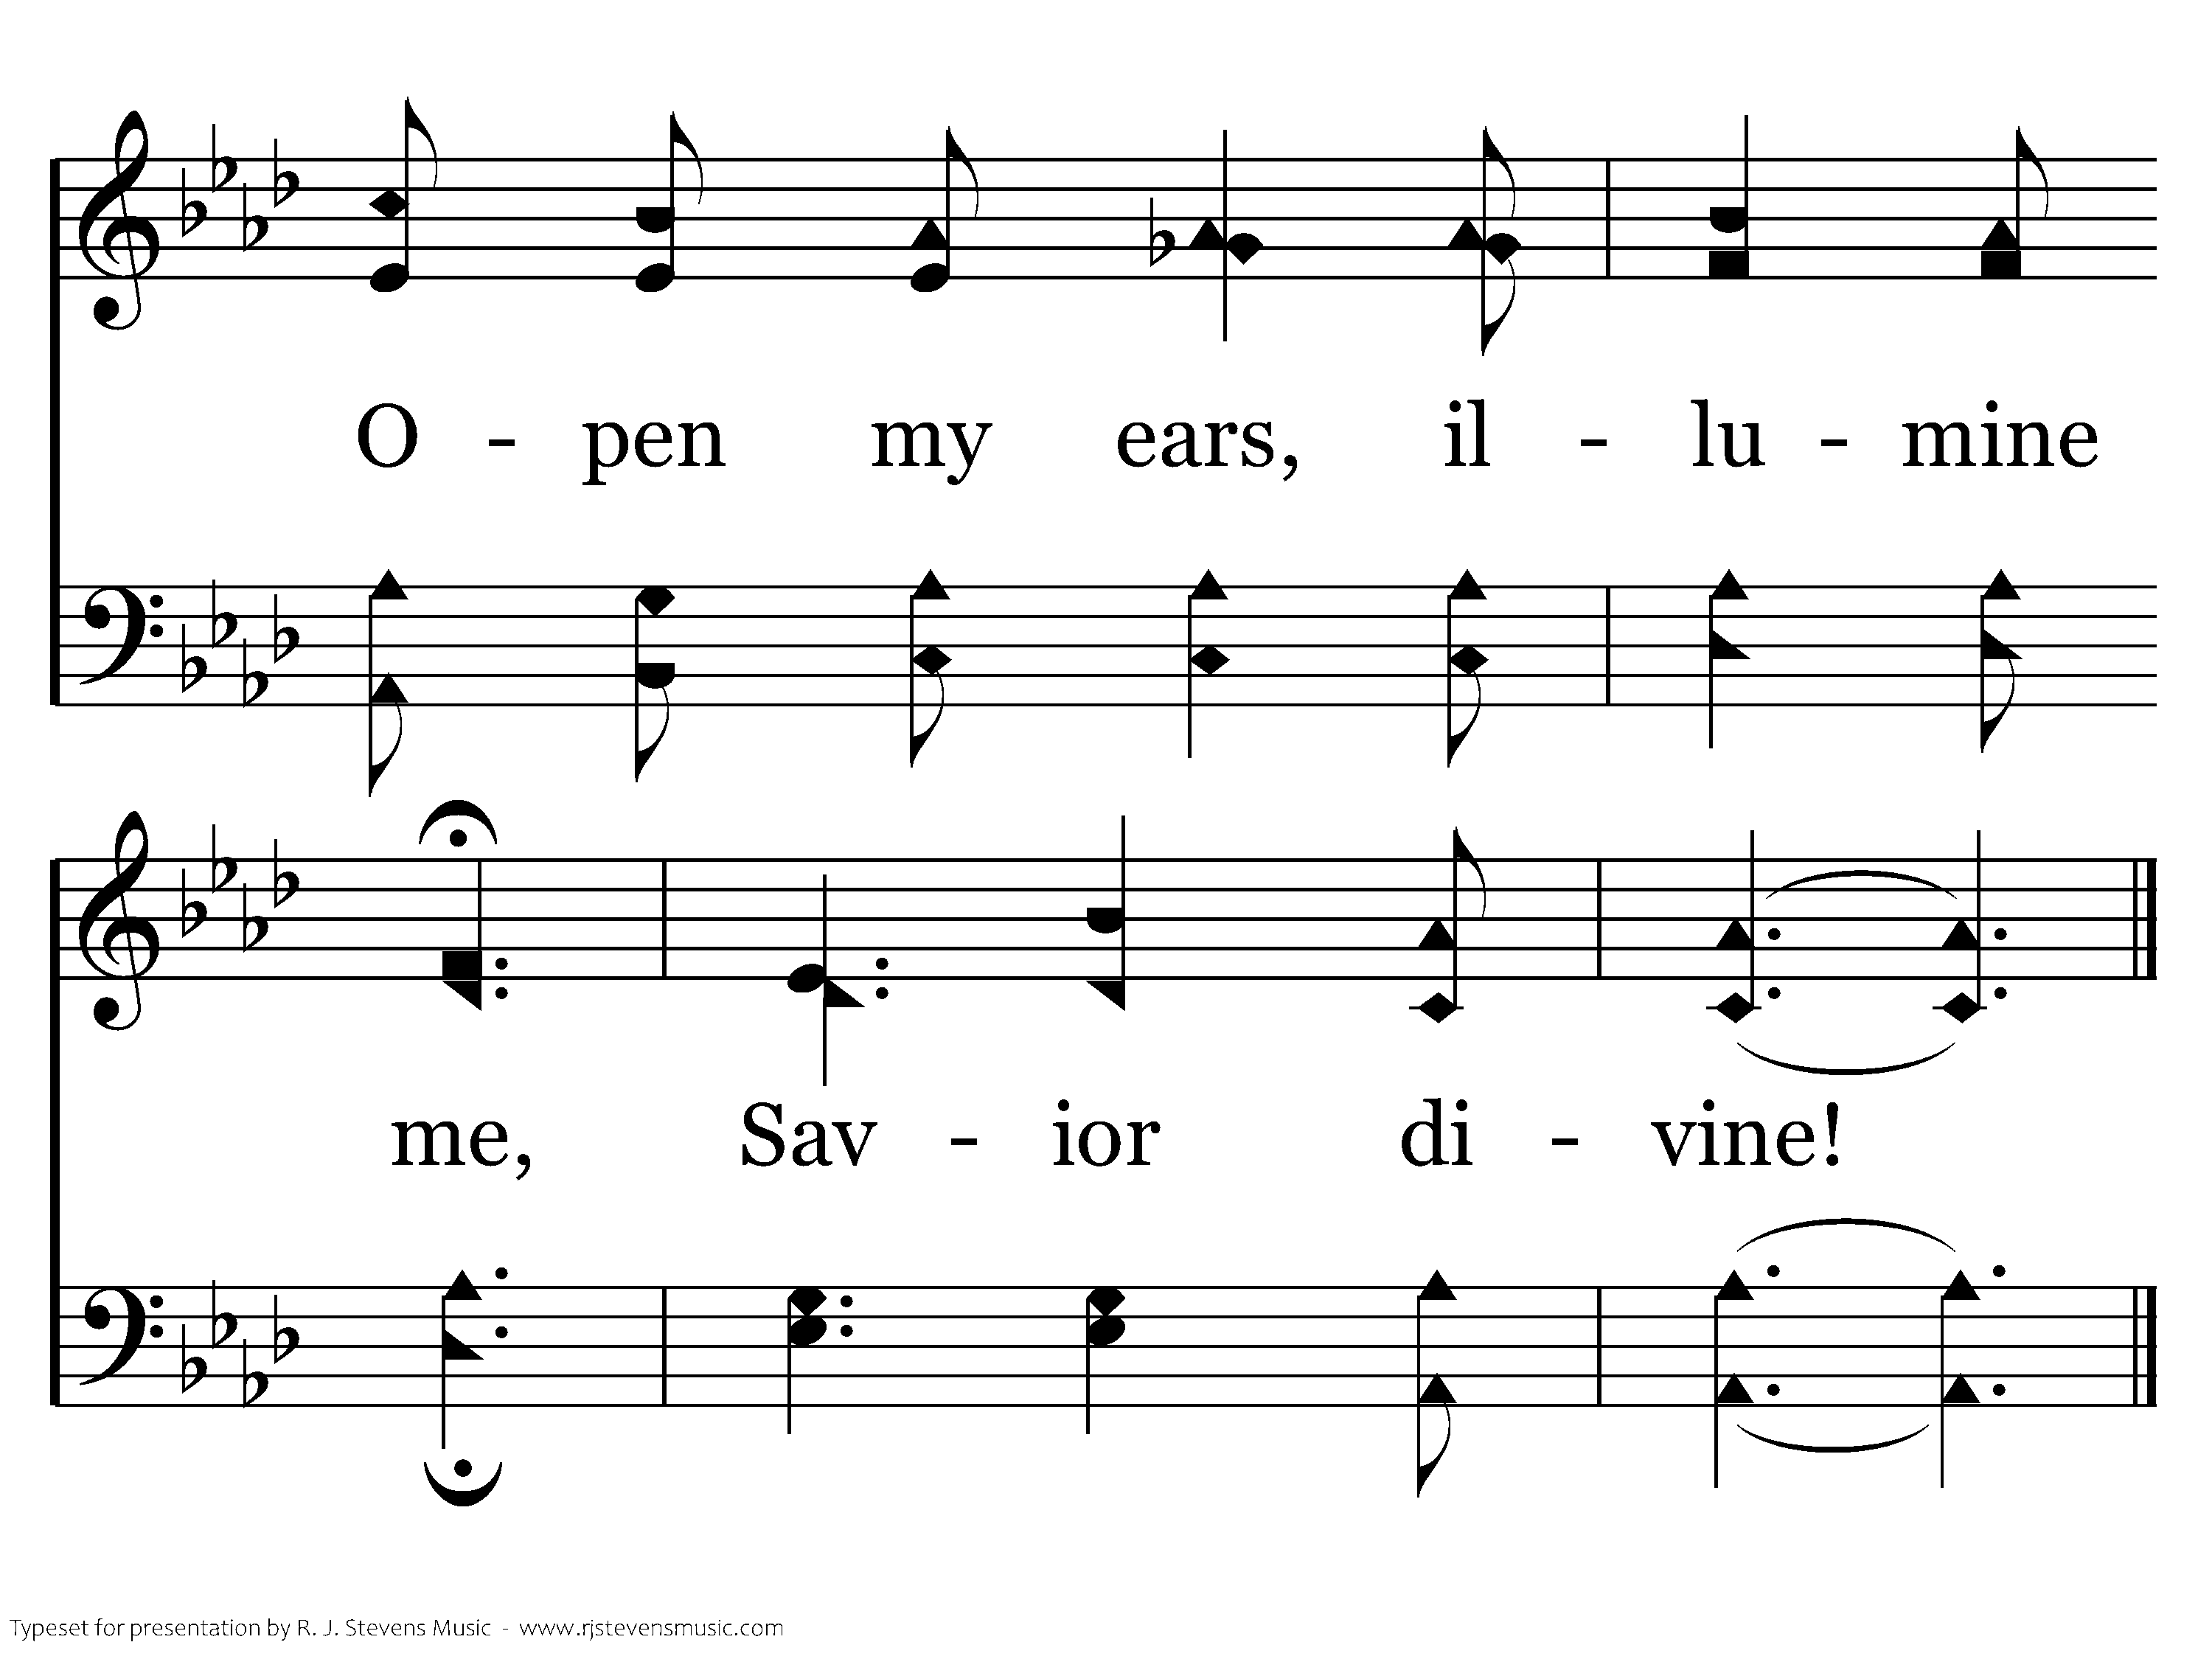 O - pen my ears, il - lu - mine
me, Sav - ior di - vine!
Typeset for presentation by R. J. Stevens Music - www.rjstevensmusic.com